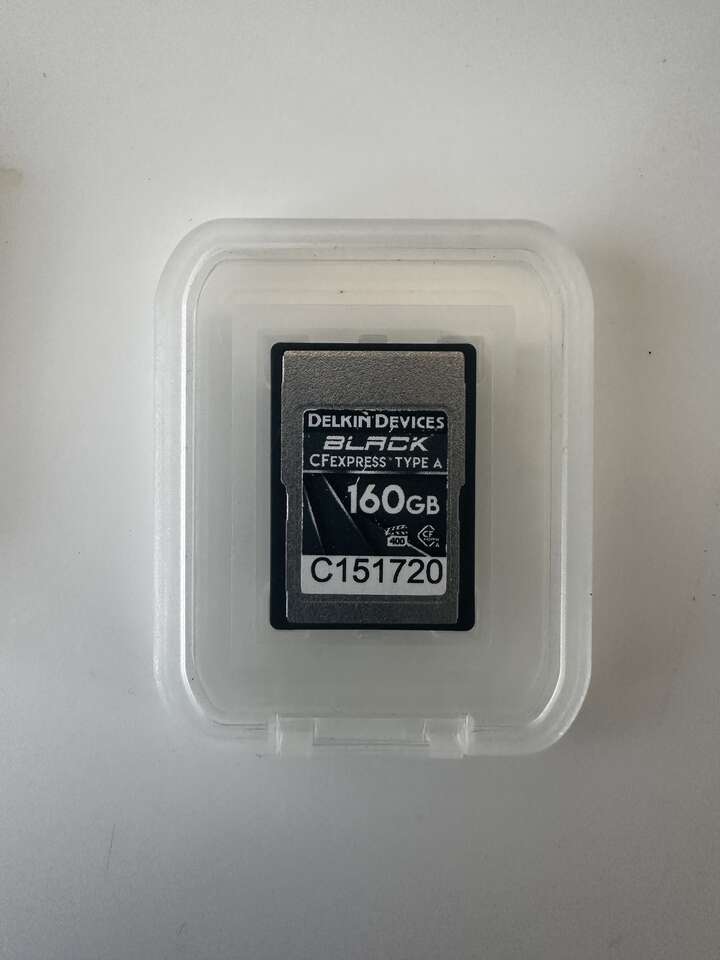 DELKIN DEVICES
BLACK
CFEXPRESS® TYPE A
160GB
400
CF
A
C151720